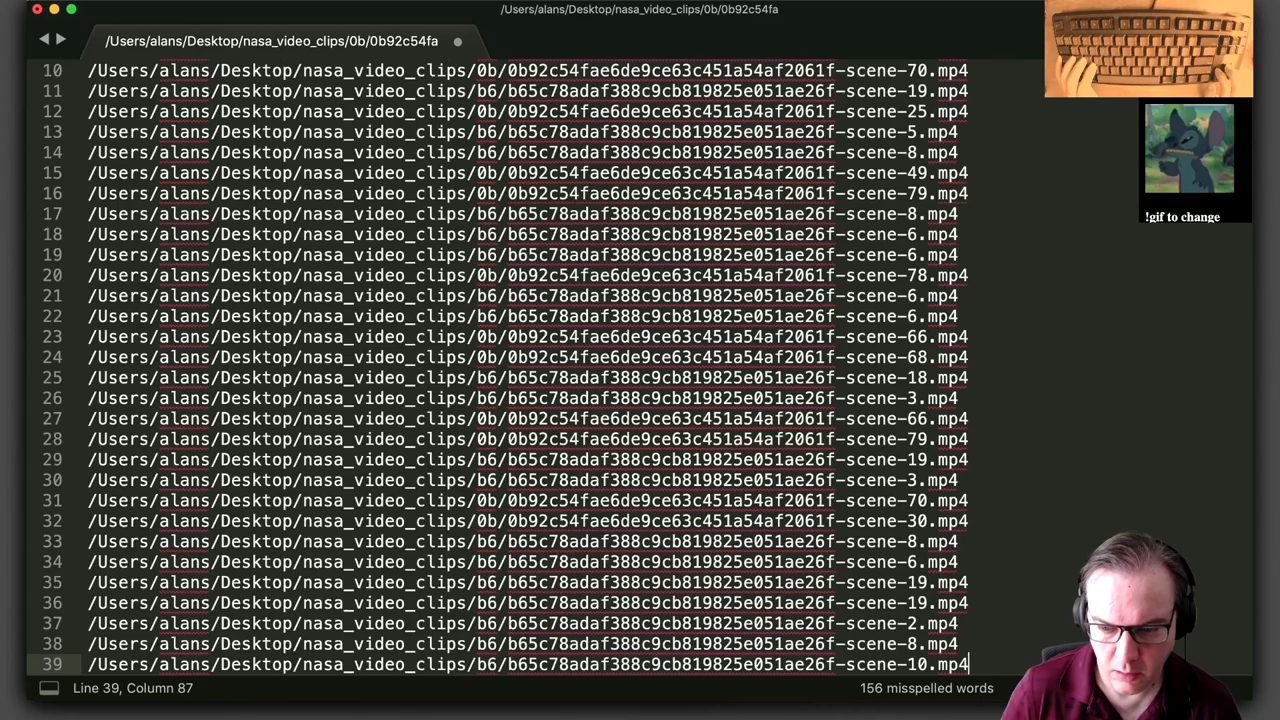 /Users/alans/Desktop/nasa_video_clips/0b/0b92c54fa
/Users/alans/Desktop/nasa_video_clips/0b/0b92c54fa
10 /Users/alans/Desktop/nasa_video_clips/0b/0b92c54fae6de9ce63c451a54af2061f-scene-70.mp4
11 /Users/alans/Desktop/nasa_video_clips/b6/b65c78adaf388c9cb819825e051ae26f-scene-19.mp4
12 /Users/alans/Desktop/nasa_video_clips/0b/0b92c54fae6de9ce63c451a54af2061f-scene-25.mp4
13 /Users/alans/Desktop/nasa_video_clips/b6/b65c78adaf388c9cb819825e051ae26f-scene-5.mp4
14 /Users/alans/Desktop/nasa_video_clips/b6/b65c78adaf388c9cb819825e051ae26f-scene-8.mp4
15 /Users/alans/Desktop/nasa_video_clips/0b/0b92c54fae6de9ce63c451a54af2061f-scene-49.mp4
16 /Users/alans/Desktop/nasa_video_clips/0b/0b92c54fae6de9ce63c451a54af2061f-scene-79.mp4
17 /Users/alans/Desktop/nasa_video_clips/b6/b65c78adaf388c9cb819825e051ae26f-scene-8.mp4
18 /Users/alans/Desktop/nasa_video_clips/b6/b65c78adaf388c9cb819825e051ae26f-scene-6.mp4
19 /Users/alans/Desktop/nasa_video_clips/b6/b65c78adaf388c9cb819825e051ae26f-scene-6.mp4
20 /Users/alans/Desktop/nasa_video_clips/0b/0b92c54fae6de9ce63c451a54af2061f-scene-78.mp4
21 /Users/alans/Desktop/nasa_video_clips/b6/b65c78adaf388c9cb819825e051ae26f-scene-6.mp4
22 /Users/alans/Desktop/nasa_video_clips/b6/b65c78adaf388c9cb819825e051ae26f-scene-6.mp4
23 /Users/alans/Desktop/nasa_video_clips/0b/0b92c54fae6de9ce63c451a54af2061f-scene-66.mp4
24 /Users/alans/Desktop/nasa_video_clips/0b/0b92c54fae6de9ce63c451a54af2061f-scene-68.mp4
25 /Users/alans/Desktop/nasa_video_clips/b6/b65c78adaf388c9cb819825e051ae26f-scene-18.mp4
26 /Users/alans/Desktop/nasa_video_clips/b6/b65c78adaf388c9cb819825e051ae26f-scene-3.mp4
27 /Users/alans/Desktop/nasa_video_clips/0b/0b92c54fae6de9ce63c451a54af2061f-scene-66.mp4
28 /Users/alans/Desktop/nasa_video_clips/0b/0b92c54fae6de9ce63c451a54af2061f-scene-79.mp4
29 /Users/alans/Desktop/nasa_video_clips/b6/b65c78adaf388c9cb819825e051ae26f-scene-19.mp4
30 /Users/alans/Desktop/nasa_video_clips/b6/b65c78adaf388c9cb819825e051ae26f-scene-3.mp4
31 /Users/alans/Desktop/nasa_video_clips/0b/0b92c54fae6de9ce63c451a54af2061f-scene-70.mp4
32 /Users/alans/Desktop/nasa_video_clips/0b/0b92c54fae6de9ce63c451a54af2061f-scene-30.mp4
33 /Users/alans/Desktop/nasa_video_clips/b6/b65c78adaf388c9cb819825e051ae26f-scene-8.mp4
34 /Users/alans/Desktop/nasa_video_clips/b6/b65c78adaf388c9cb819825e051ae26f-scene-6.mp4
35 /Users/alans/Desktop/nasa_video_clips/b6/b65c78adaf388c9cb819825e051ae26f-scene-19.mp4
36 /Users/alans/Desktop/nasa_video_clips/b6/b65c78adaf388c9cb819825e051ae26f-scene-19.mp4
37 /Users/alans/Desktop/nasa_video_clips/b6/b65c78adaf388c9cb819825e051ae26f-scene-2.mp4
38 /Users/alans/Desktop/nasa_video_clips/b6/b65c78adaf388c9cb819825e051ae26f-scene-8.mp4
39 /Users/alans/Desktop/nasa_video_clips/b6/b65c78adaf388c9cb819825e051ae26f-scene-10.mp4
Line 39, Column 87
156 misspelled words
!gif to change